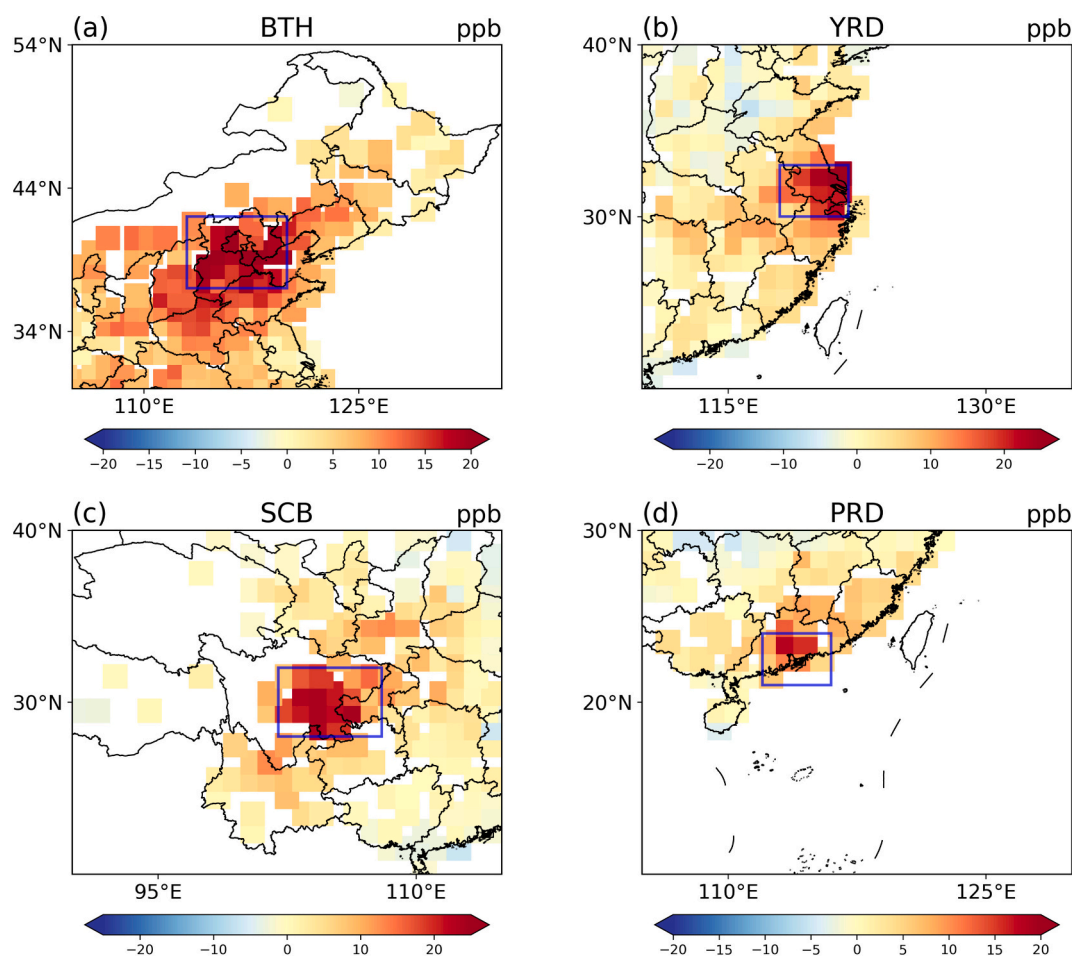 (a) BTH ppb
54°N
44°N
34°N
110°E 125°E
−20 −15 −10 −5 0 5 10 15 20
(b) YRD ppb
40°N
30°N
115°E 130°E
−20 −10 0 10 20
(c) SCB ppb
40°N
30°N
95°E 110°E
−20 −10 0 10 20
(d) PRD ppb
30°N
20°N
110°E 125°E
−20 −15 −10 −5 0 5 10 15 20